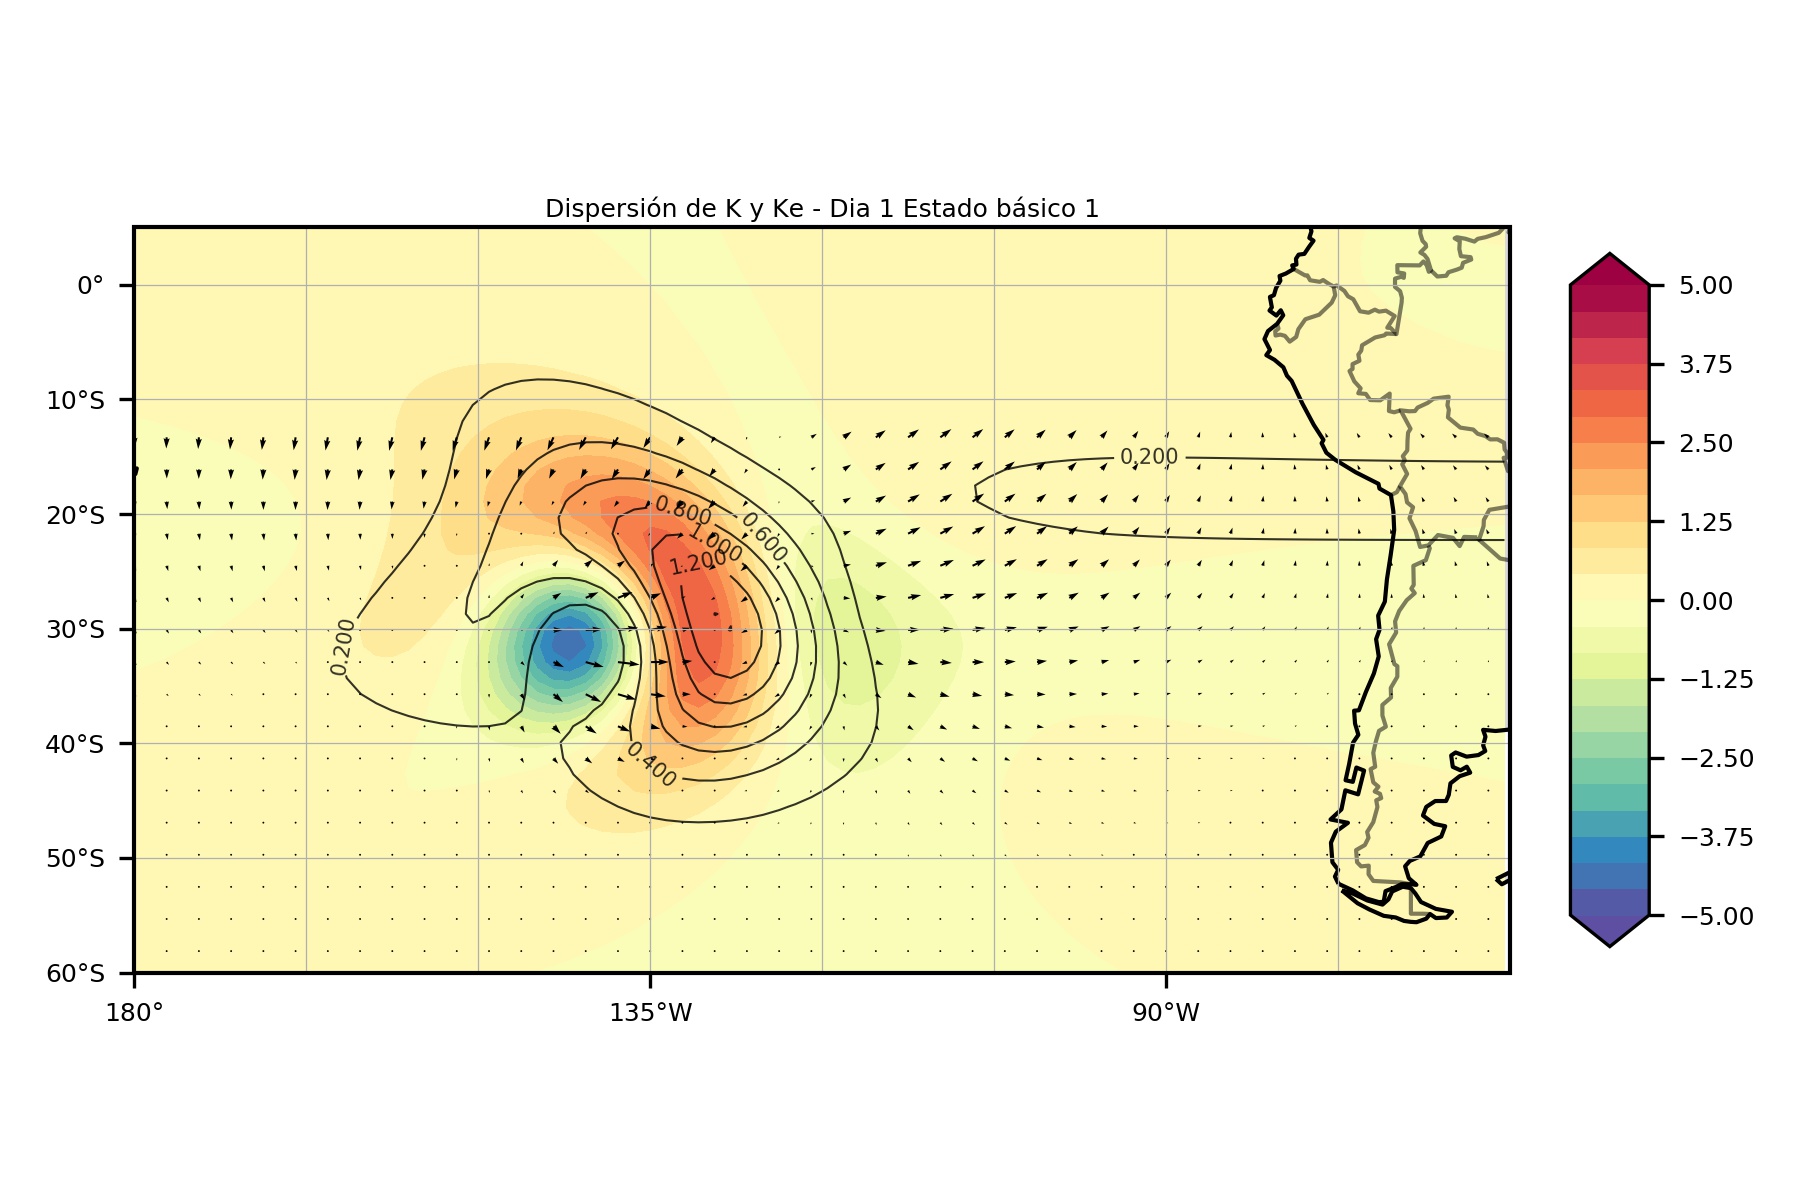 Dispersión de K y Ke - Dia 1 Estado básico 1
0°
10°S
20°S
30°S
40°S
50°S
60°S
180°
135°W
90°W
0.200
0.800
0.600
1.000
1.200
0.200
0.400
5.00
3.75
2.50
1.25
0.00
−1.25
−2.50
−3.75
−5.00